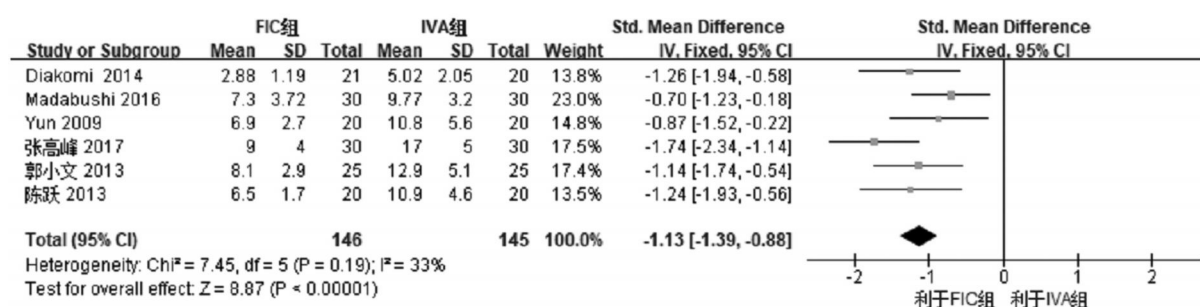 FIC组 IVA组 Std. Mean Difference Std. Mean Difference
Study or Subgroup Mean SD Total Mean SD Total Weight IV, Fixed, 95% CI IV, Fixed, 95% CI
Diakomi 2014 2.88 1.19 21 5.02 2.05 20 13.8% -1.26 [-1.94, -0.58]
Madabushi 2016 7.3 3.72 30 9.77 3.2 30 23.0% -0.70 [-1.23, -0.18]
Yun 2009 6.9 2.7 20 10.8 5.6 20 14.8% -0.87 [-1.52, -0.22]
张高峰 2017 9 4 30 17 5 30 17.5% -1.74 [-2.34, -1.14]
郭小文 2013 8.1 2.9 25 12.9 5.1 25 17.4% -1.14 [-1.74, -0.54]
陈跃 2013 6.5 1.7 20 10.9 4.6 20 13.5% -1.24 [-1.93, -0.56]
Total (95% CI) 146 145 100.0% -1.13 [-1.39, -0.88]
Heterogeneity: Chi² = 7.45, df = 5 (P = 0.19); I² = 33%
Test for overall effect: Z = 8.87 (P < 0.00001)
-2 -1 0 1 2
利于FIC组 利于IVA组